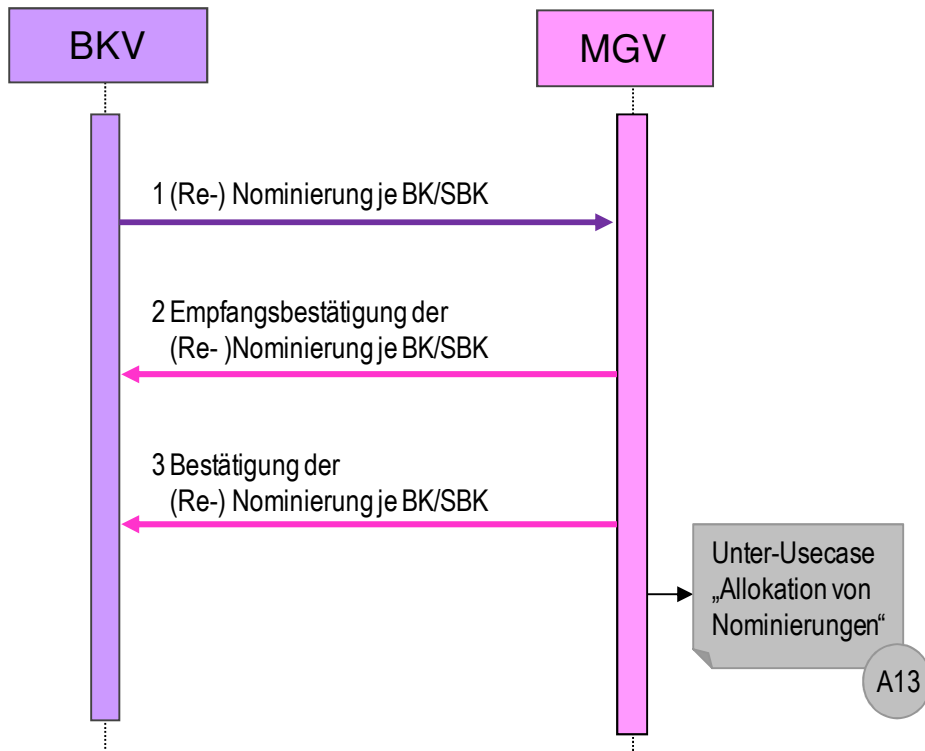 BKV
MGV
1 (Re-) Nominierung je BK/SBK
2 Empfangsbestätigung der
(Re- )Nominierung je BK/SBK
3 Bestätigung der
(Re-) Nominierung je BK/SBK
Unter-Usecase
„Allokation von
Nominierungen“
A13